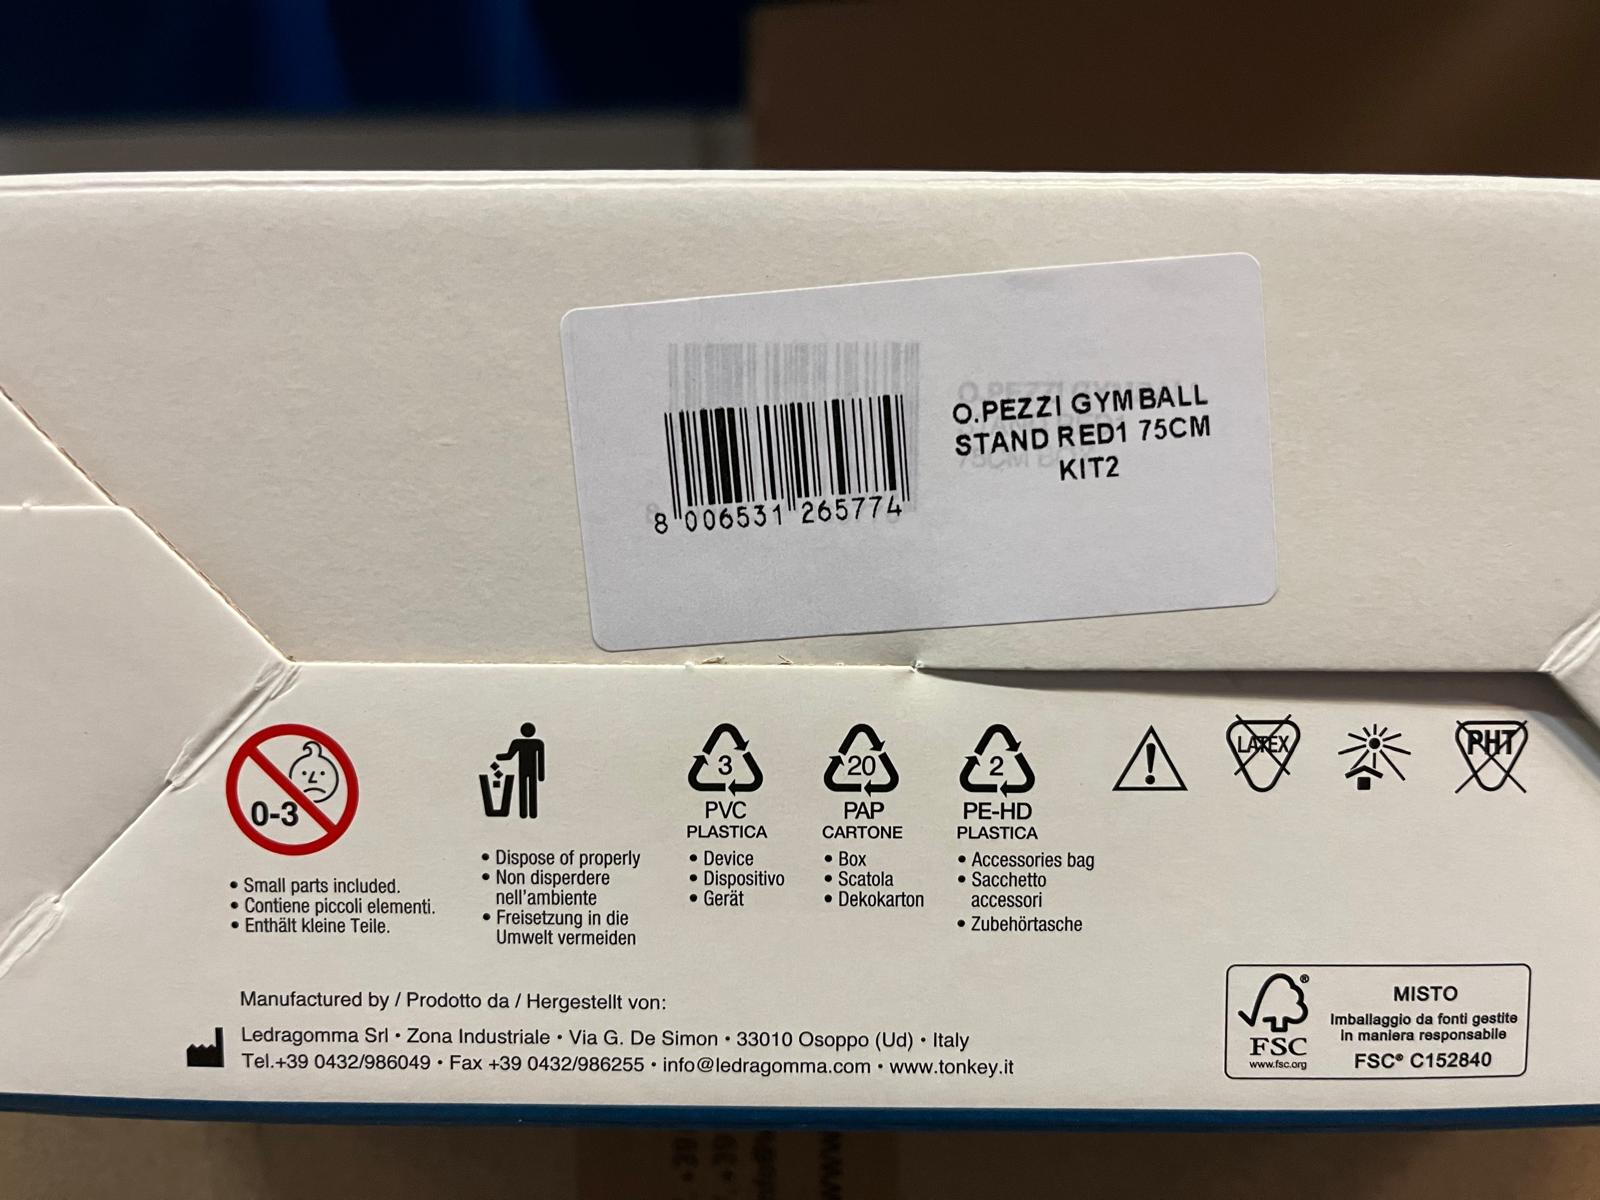 O.PEZZI GYM BALL
STAND RED1 75CM
KIT2
8 006531 265774
0-3
• Small parts included.
• Contiene piccoli elementi.
• Enthält kleine Teile.
• Dispose of properly
• Non disperdere
nell'ambiente
• Freisetzung in die
Umwelt vermeiden
3
PVC
PLASTICA
• Device
• Dispositivo
• Gerät
20
PAP
CARTONE
• Box
• Scatola
• Dekokarton
2
PE-HD
PLASTICA
• Accessories bag
• Sacchetto
accessori
• Zubehörtasche
LATEX
PHT
Manufactured by / Prodotto da / Hergestellt von:
Ledragomma Srl • Zona Industriale • Via G. De Simon • 33010 Osoppo (Ud) • Italy
Tel.+39 0432/986049 • Fax +39 0432/986255 • info@ledragomma.com • www.tonkey.it
FSC
www.fsc.org
MISTO
Imballaggio da fonti gestite
in maniera responsabile
FSC® C152840